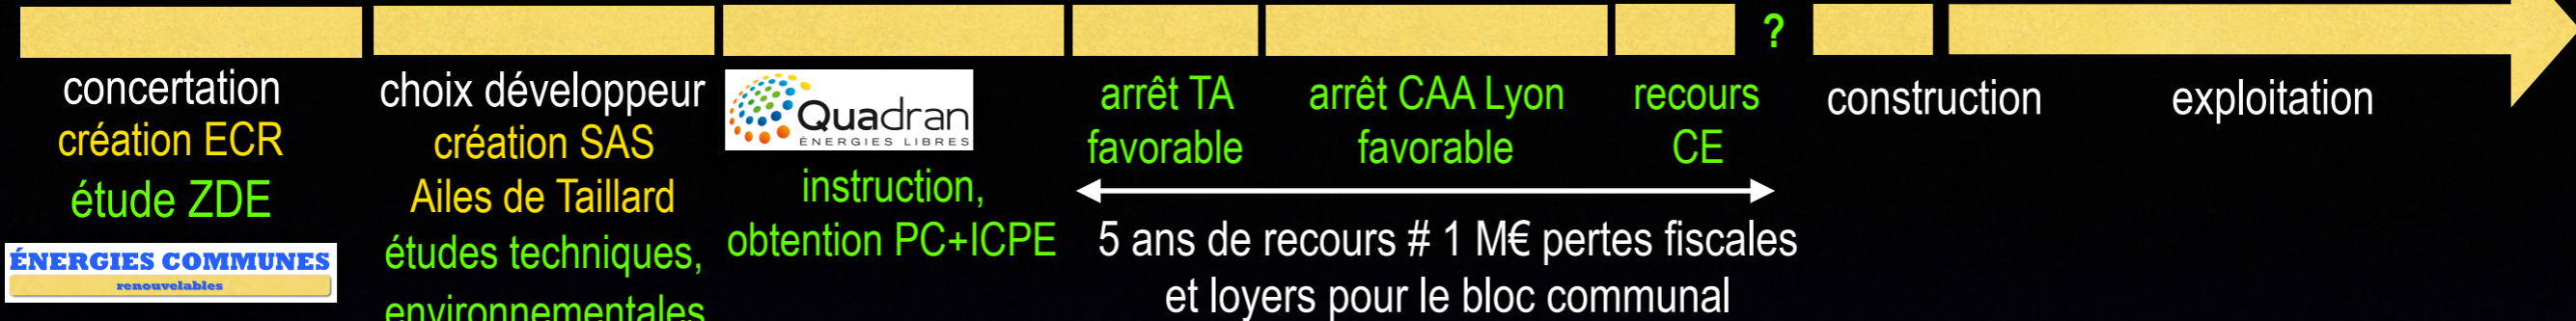 ?
concertation
création ECR
étude ZDE
ÉNERGIES COMMUNES
renouvelables
choix développeur
création SAS
Ailes de Taillard
études techniques,
environnementales
Quadran
ÉNERGIES LIBRES
instruction,
obtention PC+ICPE
arrêt TA
favorable
arrêt CAA Lyon
favorable
recours
CE
5 ans de recours # 1 M€ pertes fiscales
et loyers pour le bloc communal
construction
exploitation